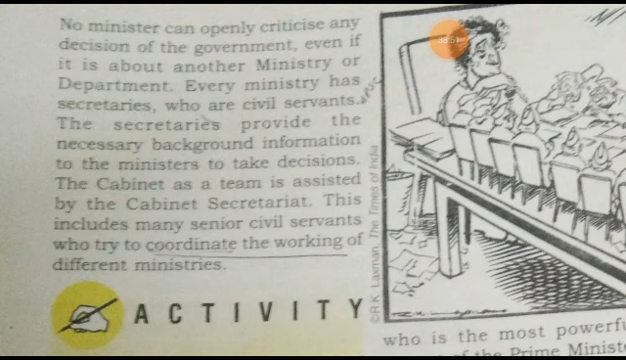 No minister can openly criticise any
decision of the government, even if
it is about another Ministry or
Department. Every ministry has
secretaries, who are civil servants.
The secretaries provide the
necessary background information
to the ministers to take decisions.
The Cabinet as a team is assisted
by the Cabinet Secretariat. This
includes many senior civil servants
who try to coordinate the working of
different ministries.
ACTIVITY
©R K Laxman, The Times of India
who is the most powerfu
of the Prime Ministe